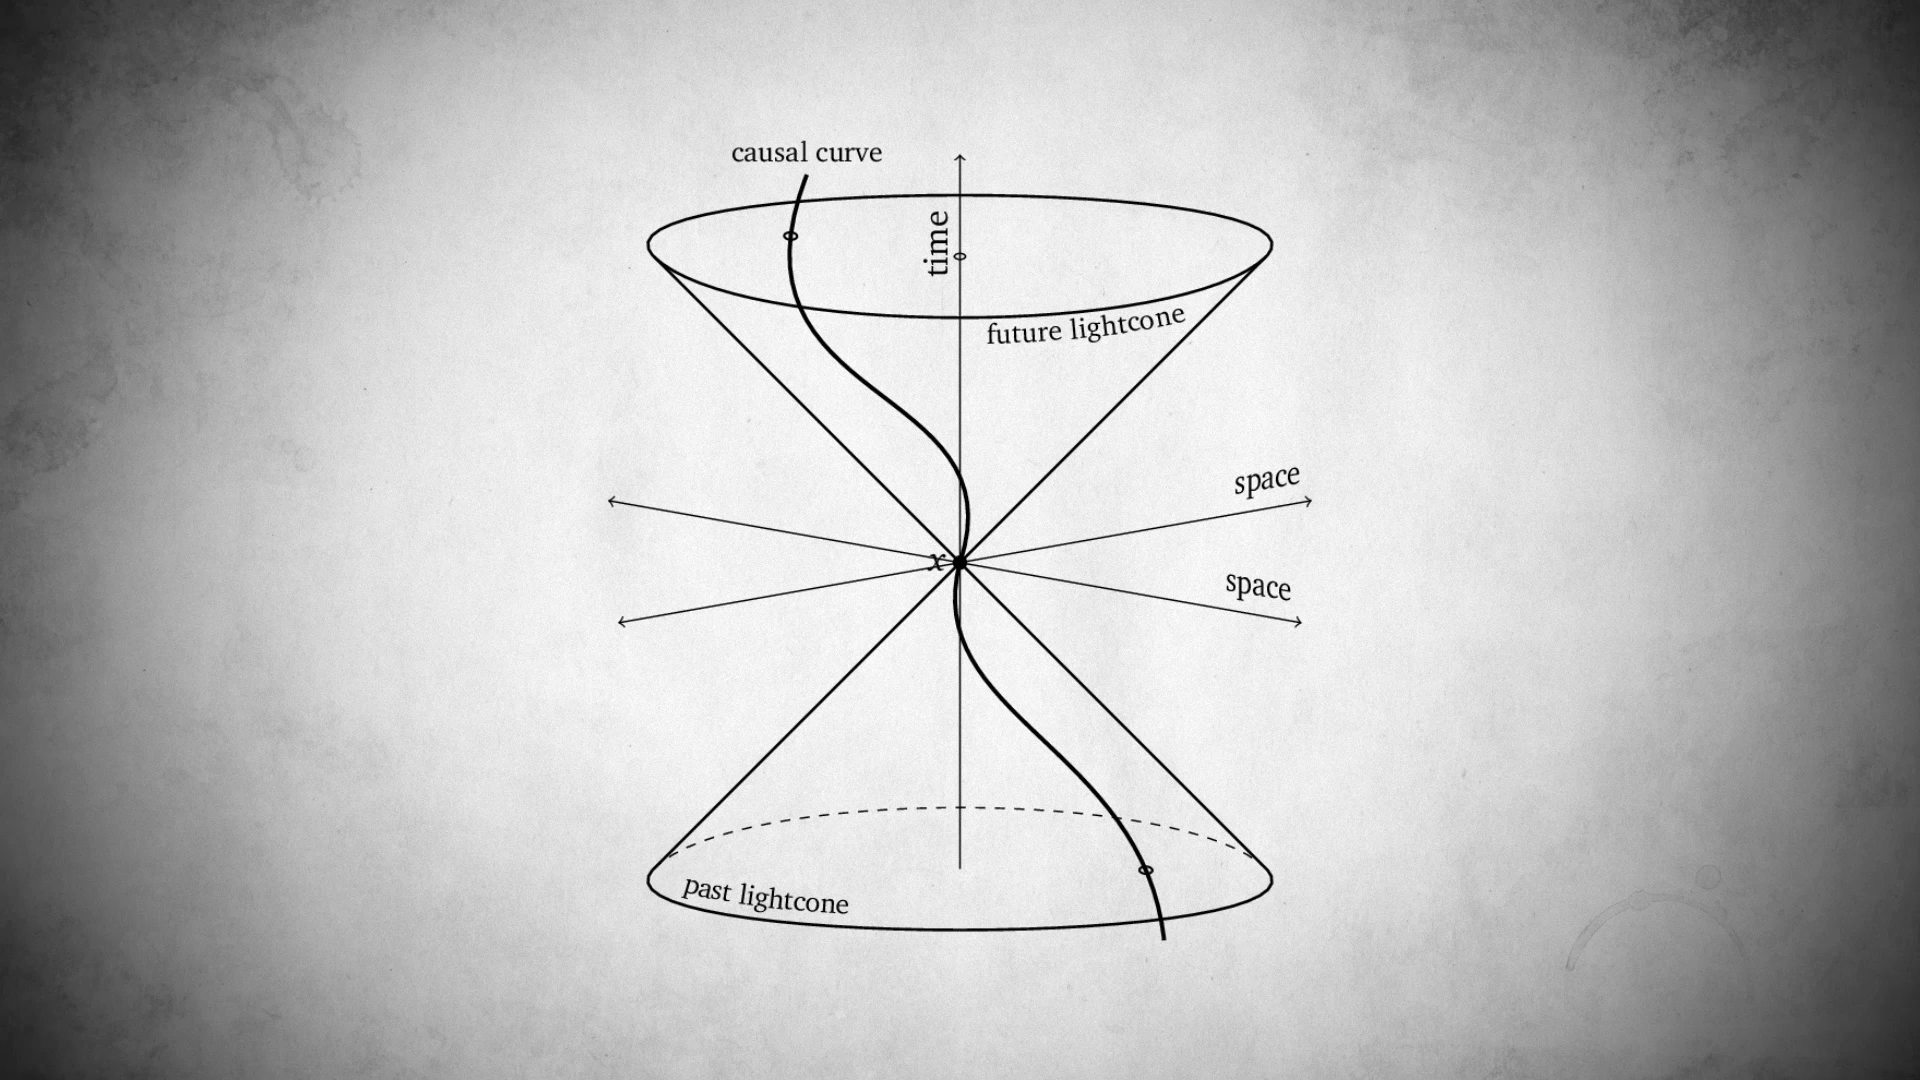 causal curve
time
future lightcone
space
x
space
past lightcone